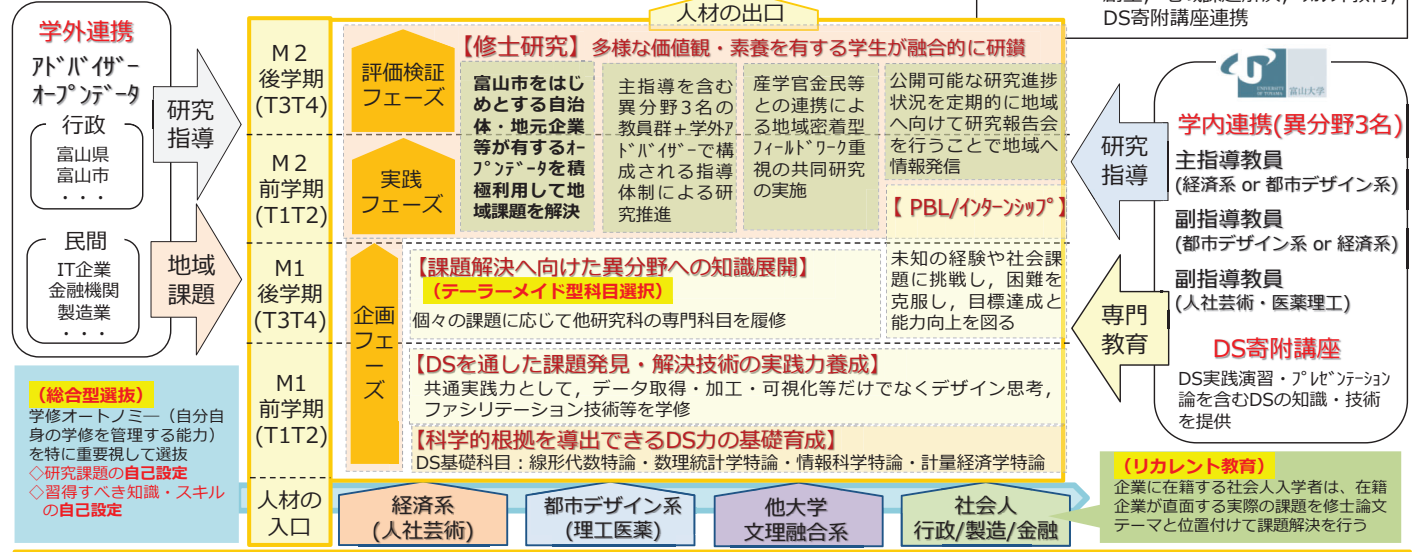 人材の出口
DS寄附講座連携
学外連携
ｱﾄﾞﾊﾞｲｻﾞｰ
ｵｰﾌﾟﾝﾃﾞｰﾀ
行政
富山県
富山市
・・・
民間
IT企業
金融機関
製造業
・・・
研究
指導
地域
課題
M２
後学期
(T3T4)
M２
前学期
(T1T2)
M1
後学期
(T3T4)
M1
前学期
(T1T2)
人材の
入口
評価検証
フェーズ
実践
フェーズ
企画
フェ
ー
ズ
【修士研究】多様な価値観・素養を有する学生が融合的に研鑽
富山市をはじ
めとする自治
体・地元企業
等が有するｵｰ
ﾌﾟﾝﾃﾞｰﾀを積
極利用して地
域課題を解決
主指導を含む
異分野3名の
教員群＋学外ｱ
ﾄﾞﾊﾞｲｻﾞｰで構
成される指導
体制による研
究推進
産学官金民等
との連携によ
る地域密着型
ﾌｨｰﾙﾄﾞﾜｰｸ重
視の共同研究
の実施
公開可能な研究進捗
状況を定期的に地域
へ向けて研究報告会
を行うことで地域へ
情報発信
【 PBL/ｲﾝﾀｰﾝｼｯﾌﾟ】
未知の経験や社会課
題に挑戦し，困難を
克服し，目標達成と
能力向上を図る
【課題解決へ向けた異分野への知識展開】
（テーラーメイド型科目選択）
個々の課題に応じて他研究科の専門科目を履修
【DSを通した課題発見・解決技術の実践力養成】
共通実践力として，データ取得・加工・可視化等だけでなくデザイン思考，
ファシリテーション技術等を学修
【科学的根拠を導出できるDS力の基礎育成】
DS基礎科目：線形代数特論・数理統計学特論・情報科学特論・計量経済学特論
経済系
(人社芸術)
都市デザイン系
(理工医薬)
他大学
文理融合系
社会人
行政/製造/金融
研究
指導
専門
教育
UNIVERSITY
OF TOYAMA
富山大学
学内連携(異分野3名)
主指導教員
(経済系 or 都市デザイン系)
副指導教員
(都市デザイン系 or 経済系)
副指導教員
(人社芸術・医薬理工)
DS寄附講座
DS実践演習・ﾌﾟﾚｾﾞﾝﾃｰｼｮﾝ
論を含むDSの知識・技術
を提供
（総合型選抜）
学修オートノミー（自分自
身の学修を管理する能力）
を特に重要視して選抜
◇研究課題の自己設定
◇習得すべき知識・スキル
の自己設定
（リカレント教育）
企業に在籍する社会人入学者は、在籍
企業が直面する実際の課題を修士論文
テーマと位置付けて課題解決を行う